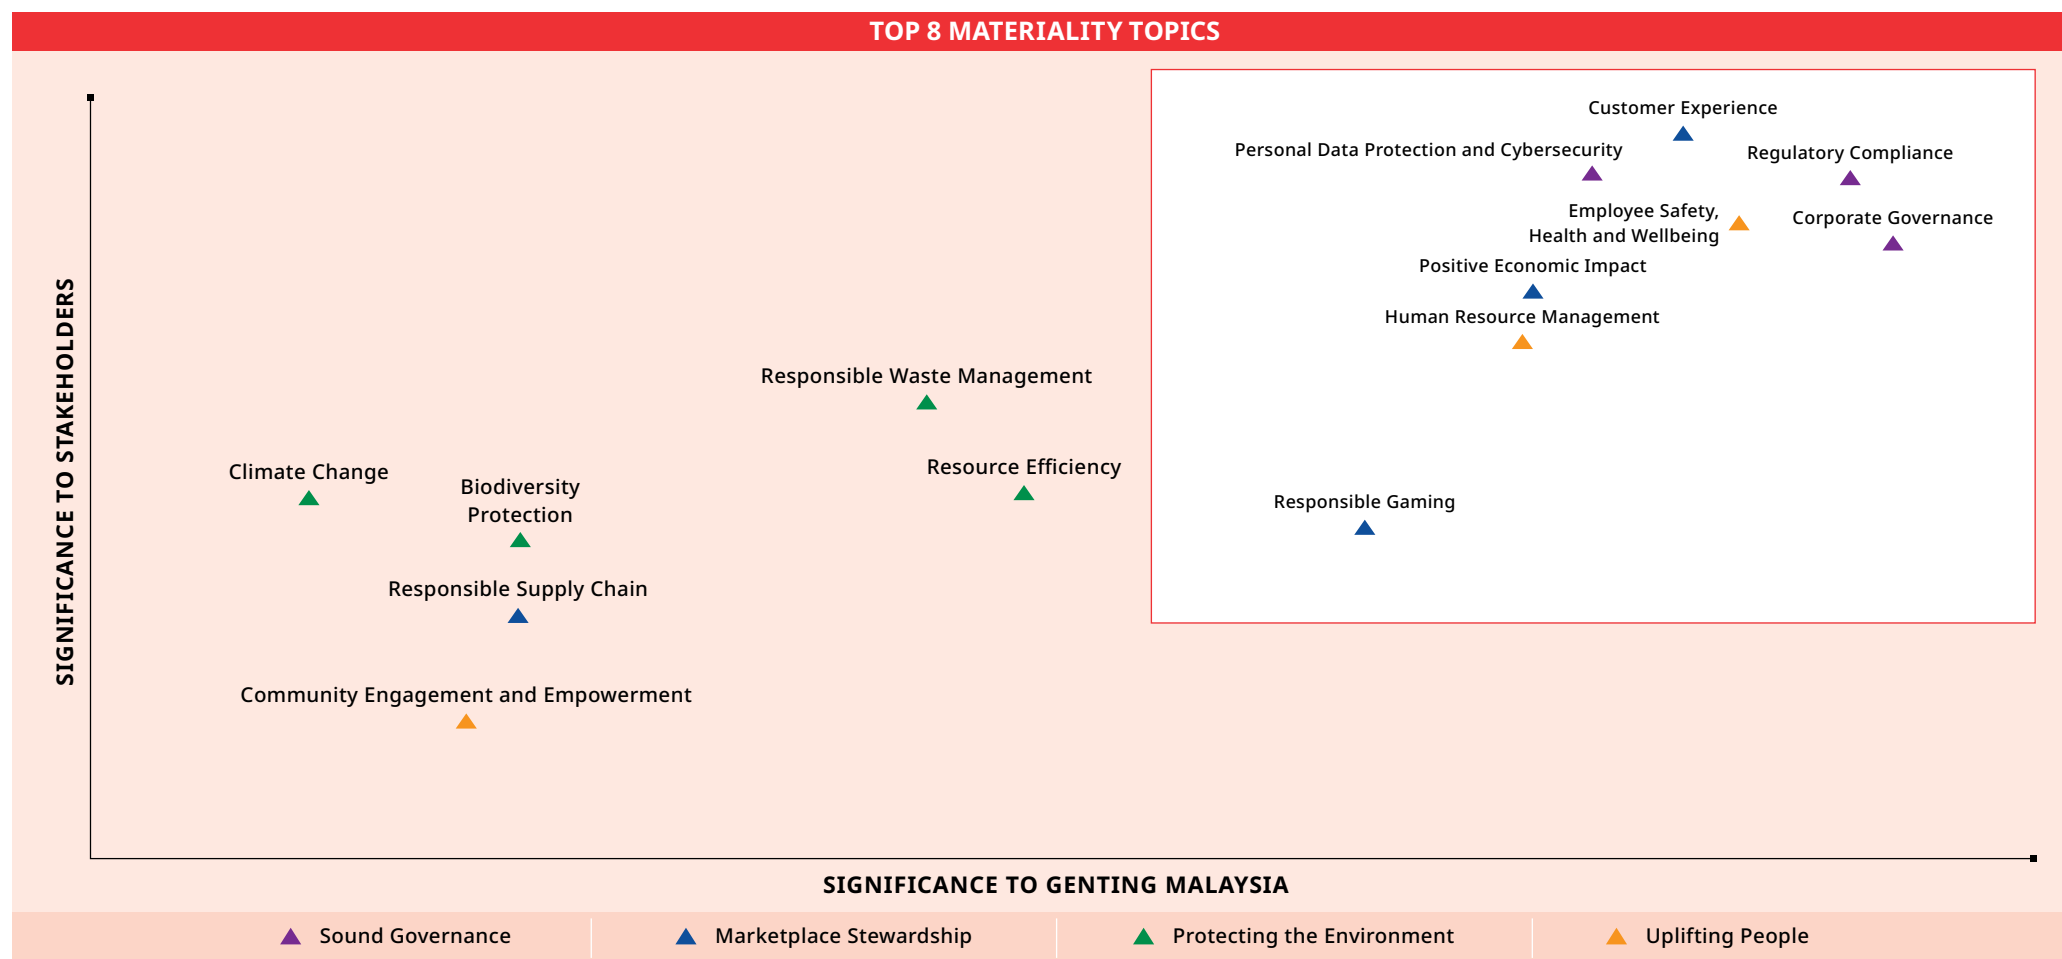 TOP 8 MATERIALITY TOPICS
Customer Experience
Personal Data Protection and Cybersecurity
Regulatory Compliance
Employee Safety,
Health and Wellbeing
Corporate Governance
Positive Economic Impact
Human Resource Management
Responsible Waste Management
Resource Efficiency
Climate Change
Biodiversity
Protection
Responsible Gaming
Responsible Supply Chain
Community Engagement and Empowerment
SIGNIFICANCE TO STAKEHOLDERS
SIGNIFICANCE TO GENTING MALAYSIA
Sound Governance
Marketplace Stewardship
Protecting the Environment
Uplifting People